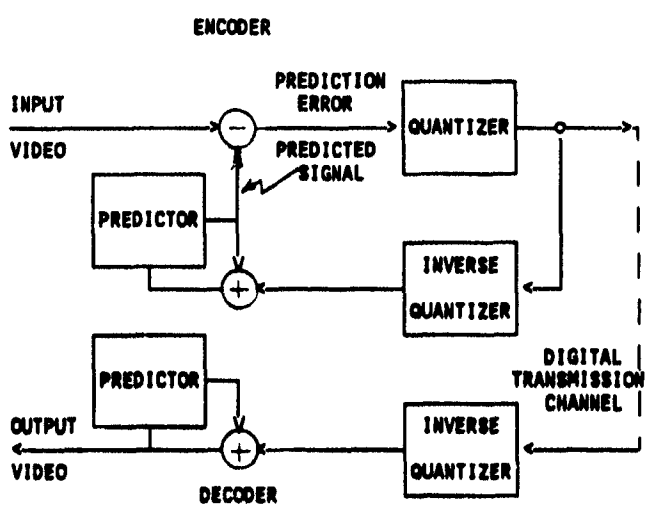 ENCODER
PREDICTION
ERROR
INPUT
VIDEO
−
QUANTIZER
PREDICTED
SIGNAL
PREDICTOR
INVERSE
QUANTIZER
+
PREDICTOR
DIGITAL
TRANSMISSION
CHANNEL
OUTPUT
VIDEO
+
INVERSE
QUANTIZER
DECODER